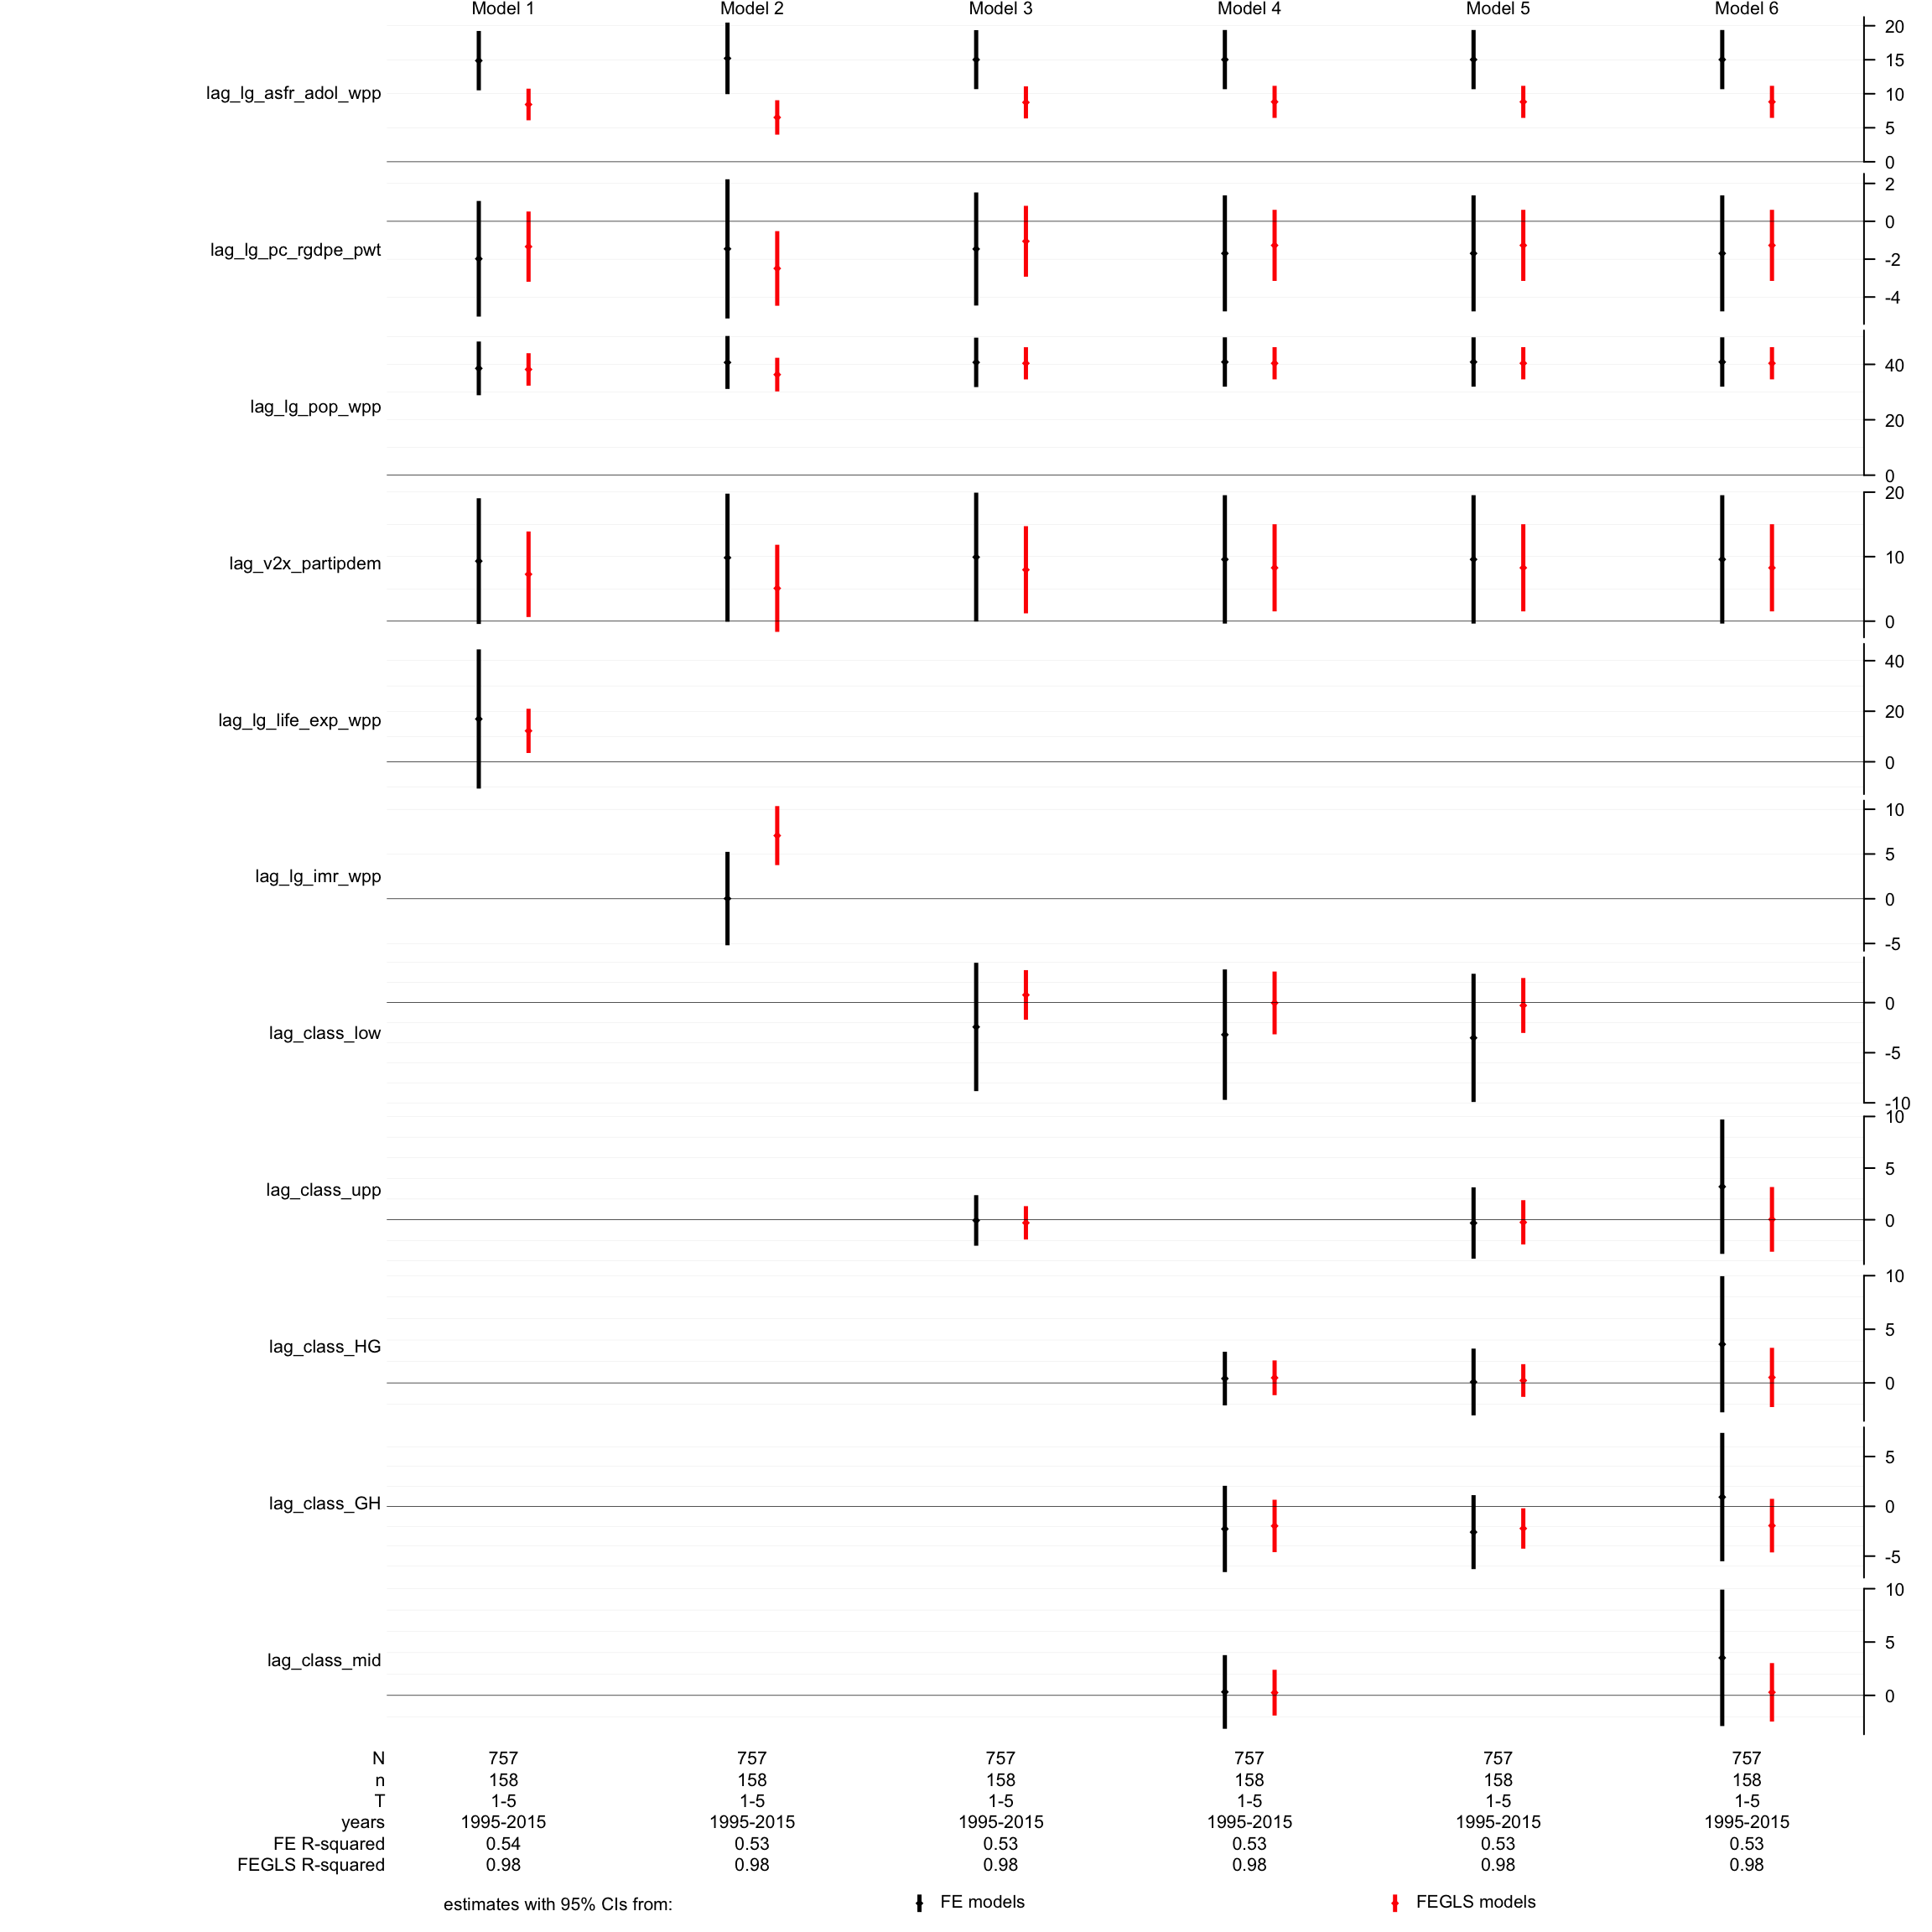 Model 1 Model 2 Model 3 Model 4 Model 5 Model 6
lag_lg_asfr_adol_wpp
20
15
10
5
0
lag_lg_pc_rgdpe_pwt
2
0
-2
-4
lag_lg_pop_wpp
40
20
0
lag_v2x_partipdem
20
10
0
lag_lg_life_exp_wpp
40
20
0
lag_lg_imr_wpp
10
5
0
-5
lag_class_low
0
-5
-10
lag_class_upp
10
5
0
lag_class_HG
10
5
0
lag_class_GH
5
0
-5
lag_class_mid
10
5
0
N 757 757 757 757 757 757
n 158 158 158 158 158 158
T 1-5 1-5 1-5 1-5 1-5 1-5
years 1995-2015 1995-2015 1995-2015 1995-2015 1995-2015 1995-2015
FE R-squared 0.54 0.53 0.53 0.53 0.53 0.53
FEGLS R-squared 0.98 0.98 0.98 0.98 0.98 0.98
estimates with 95% CIs from: FE models FEGLS models